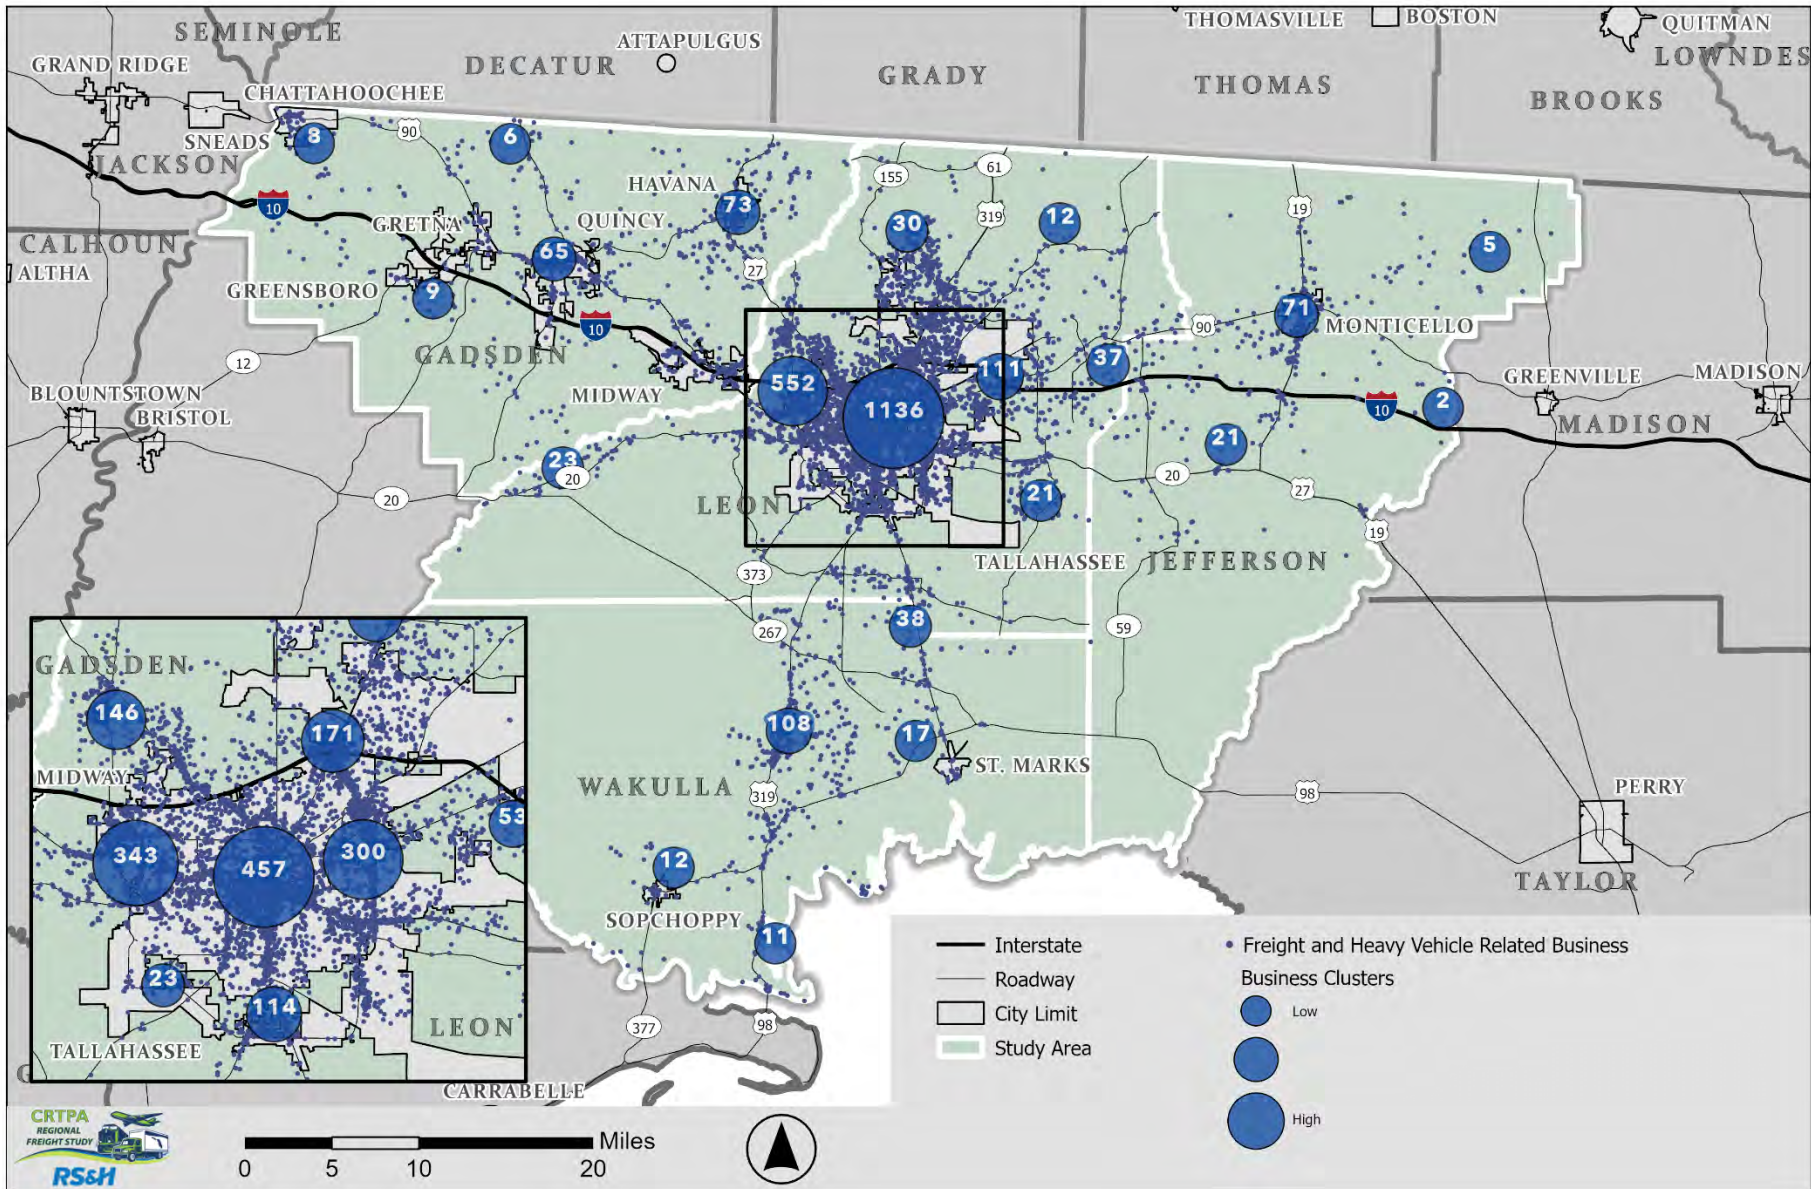 SEMINOLE
GRAND RIDGE
CHATTAHOOCHEE
SNEADS
JACKSON
DECATUR
ATTAPULGUS
GRADY
THOMASVILLE
BOSTON
QUITMAN
LOWNDES
THOMAS
BROOKS
8
90
6
HAVANA
73
155
61
319
30
12
19
5
10
GRETNA
QUINCY
65
27
CALHOUN
ALTHA
GREENSBORO
9
10
GADSDEN
12
MIDWAY
BLOUNTSTOWN
BRISTOL
71
MONTICELLO
90
37
111
552
1136
10
2
GREENVILLE
MADISON
MADISON
21
23
20
20
LEON
21
20
27
19
TALLAHASSEE
JEFFERSON
373
267
38
59
108
17
ST. MARKS
WAKULLA
319
98
PERRY
TAYLOR
12
SOPCHOPPY
11
377
98
CARRABELLE
GADSDEN
146
171
MIDWAY
53
343
457
300
23
114
LEON
TALLAHASSEE
G
Interstate
Roadway
City Limit
Study Area
Freight and Heavy Vehicle Related Business
Business Clusters
Low
High
CRTPA
REGIONAL
FREIGHT STUDY
RS&H
Miles
0 5 10 20